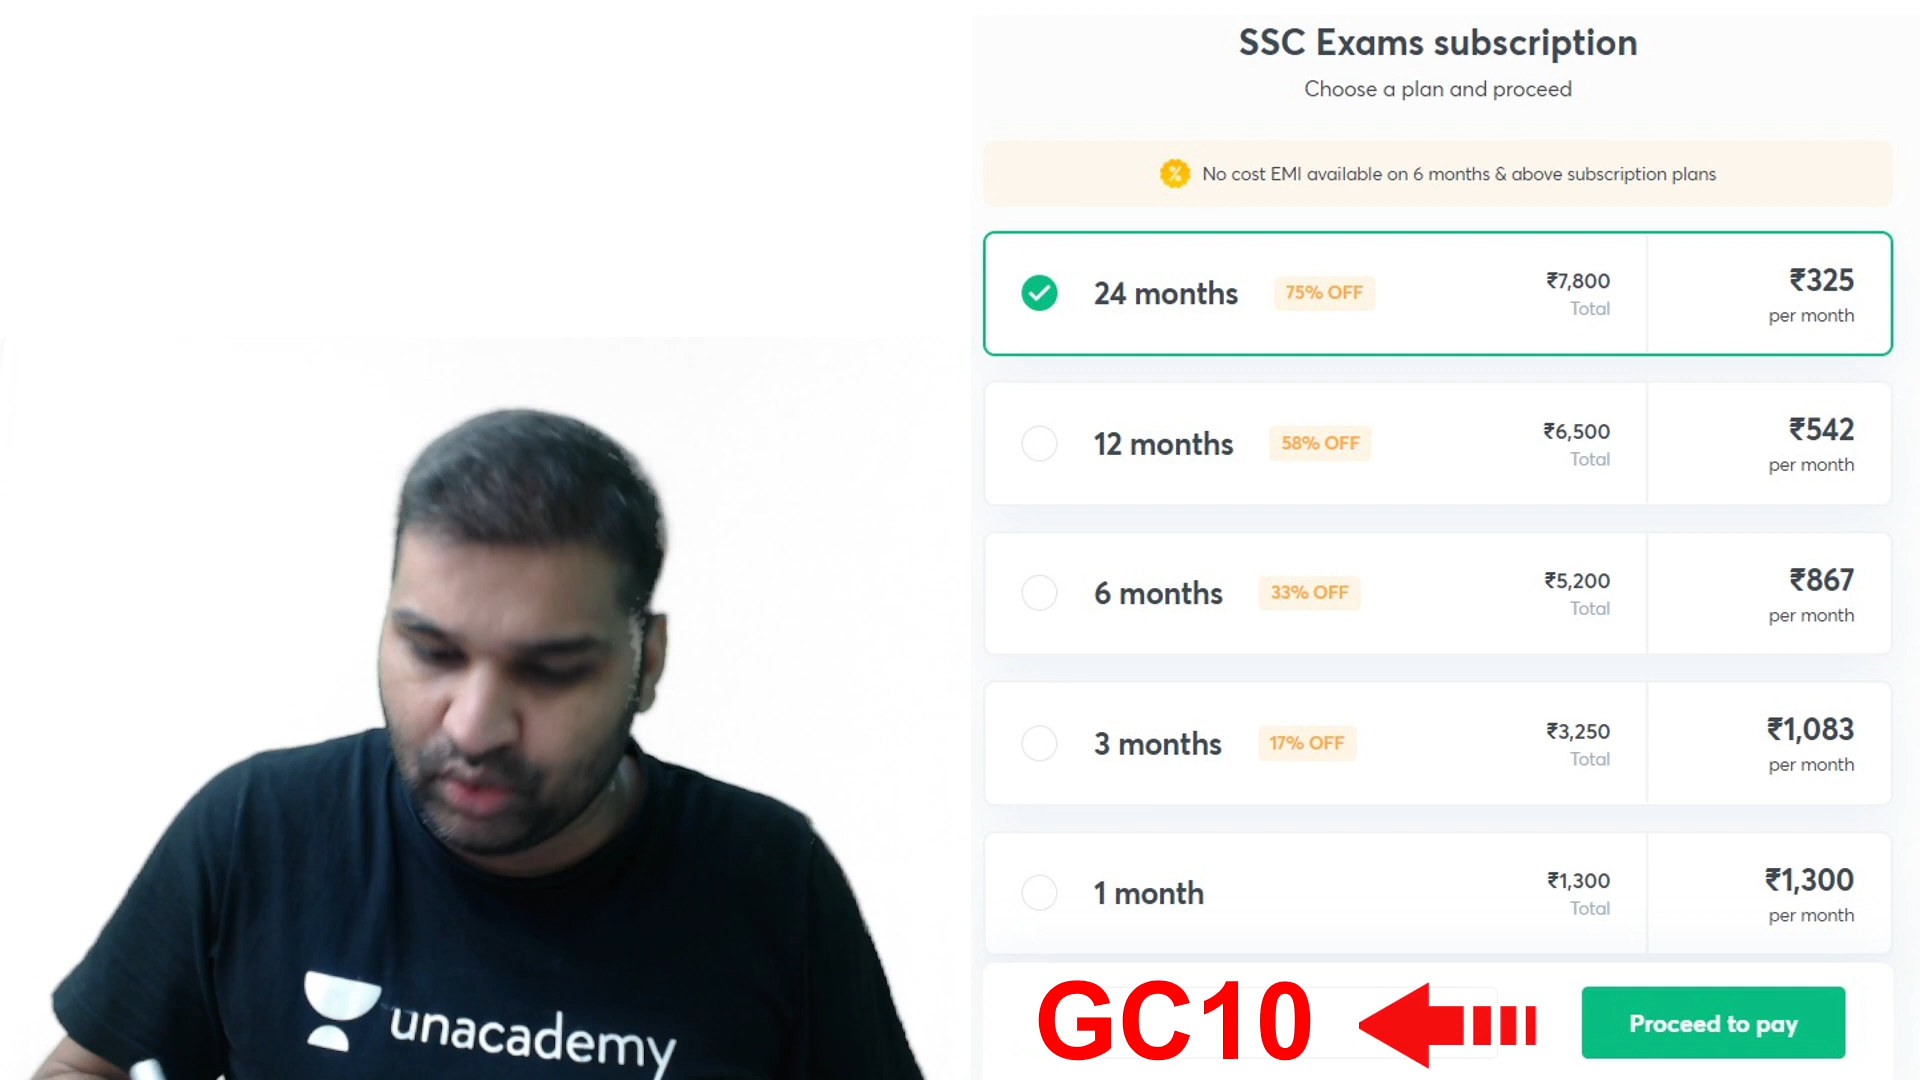 SSC Exams subscription
Choose a plan and proceed
No cost EMI available on 6 months & above subscription plans
24 months 75% OFF ₹7,800 Total ₹325 per month
12 months 58% OFF ₹6,500 Total ₹542 per month
6 months 33% OFF ₹5,200 Total ₹867 per month
3 months 17% OFF ₹3,250 Total ₹1,083 per month
1 month ₹1,300 Total ₹1,300 per month
GC10 Proceed to pay
unacademy